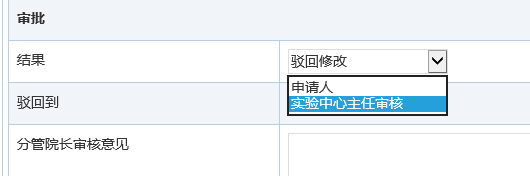 审批
结果
驳回修改
申请人
实验中心主任审核
驳回到
分管院长审核意见